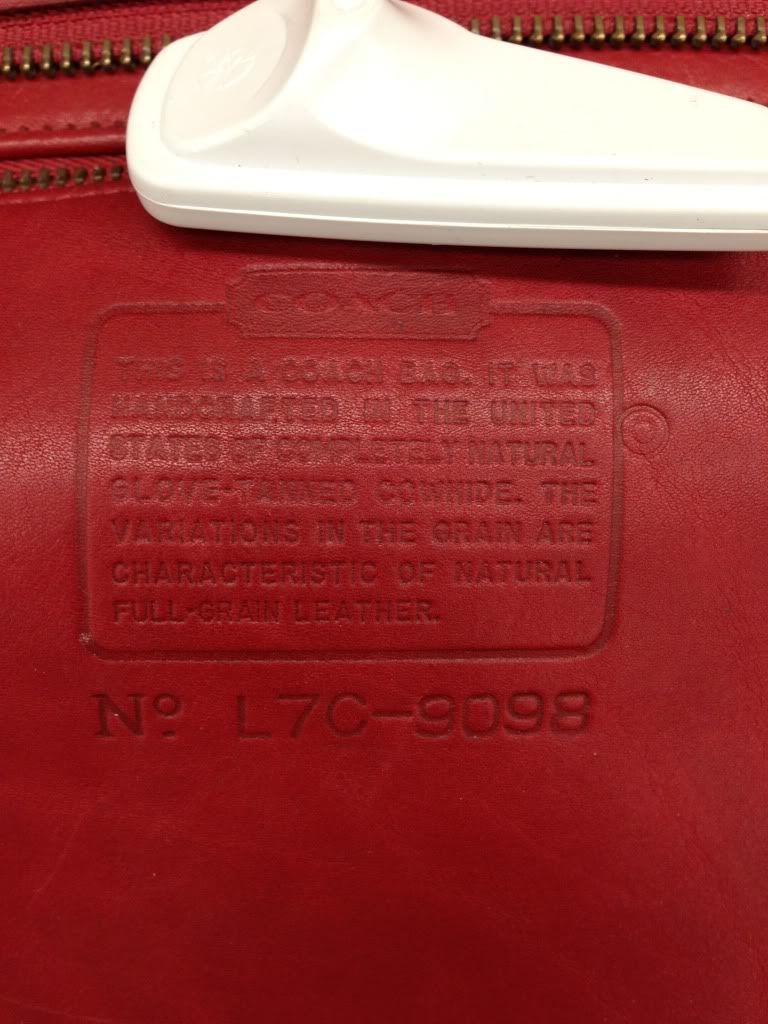 COACH
THIS IS A COACH BAG. IT WAS
HANDCRAFTED IN THE UNITED
STATES OF COMPLETELY NATURAL
GLOVE-TANNED COWHIDE. THE
VARIATIONS IN THE GRAIN ARE
CHARACTERISTIC OF NATURAL
FULL-GRAIN LEATHER.
©
Nº L7C-9098